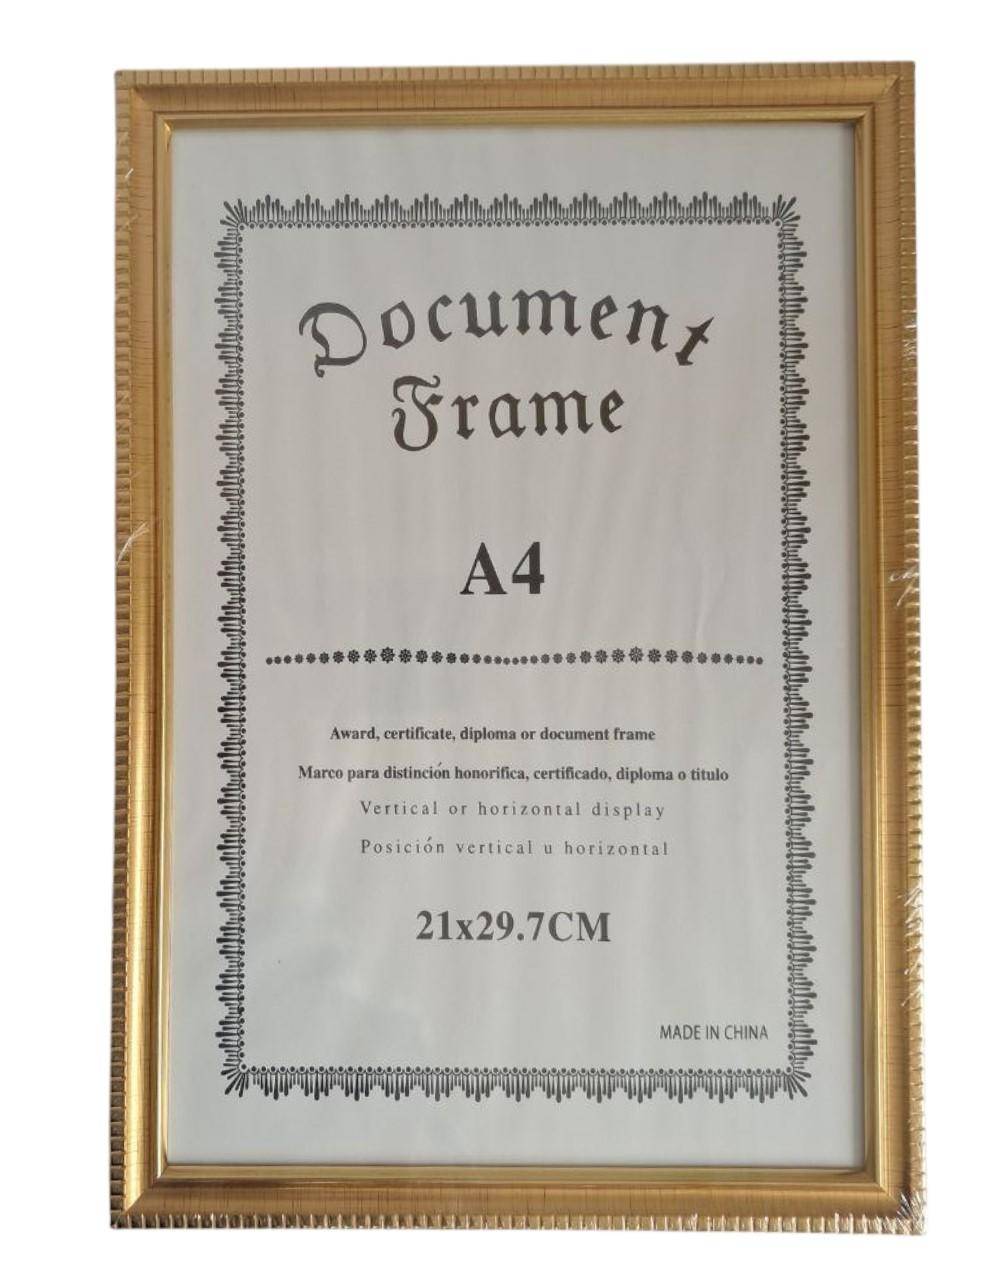 Document
Frame
A4
Award, certificate, diploma or document frame
Marco para distinción honorifica, certificado, diploma o titulo
Vertical or horizontal display
Posición vertical u horizontal
21x29.7CM
MADE IN CHINA